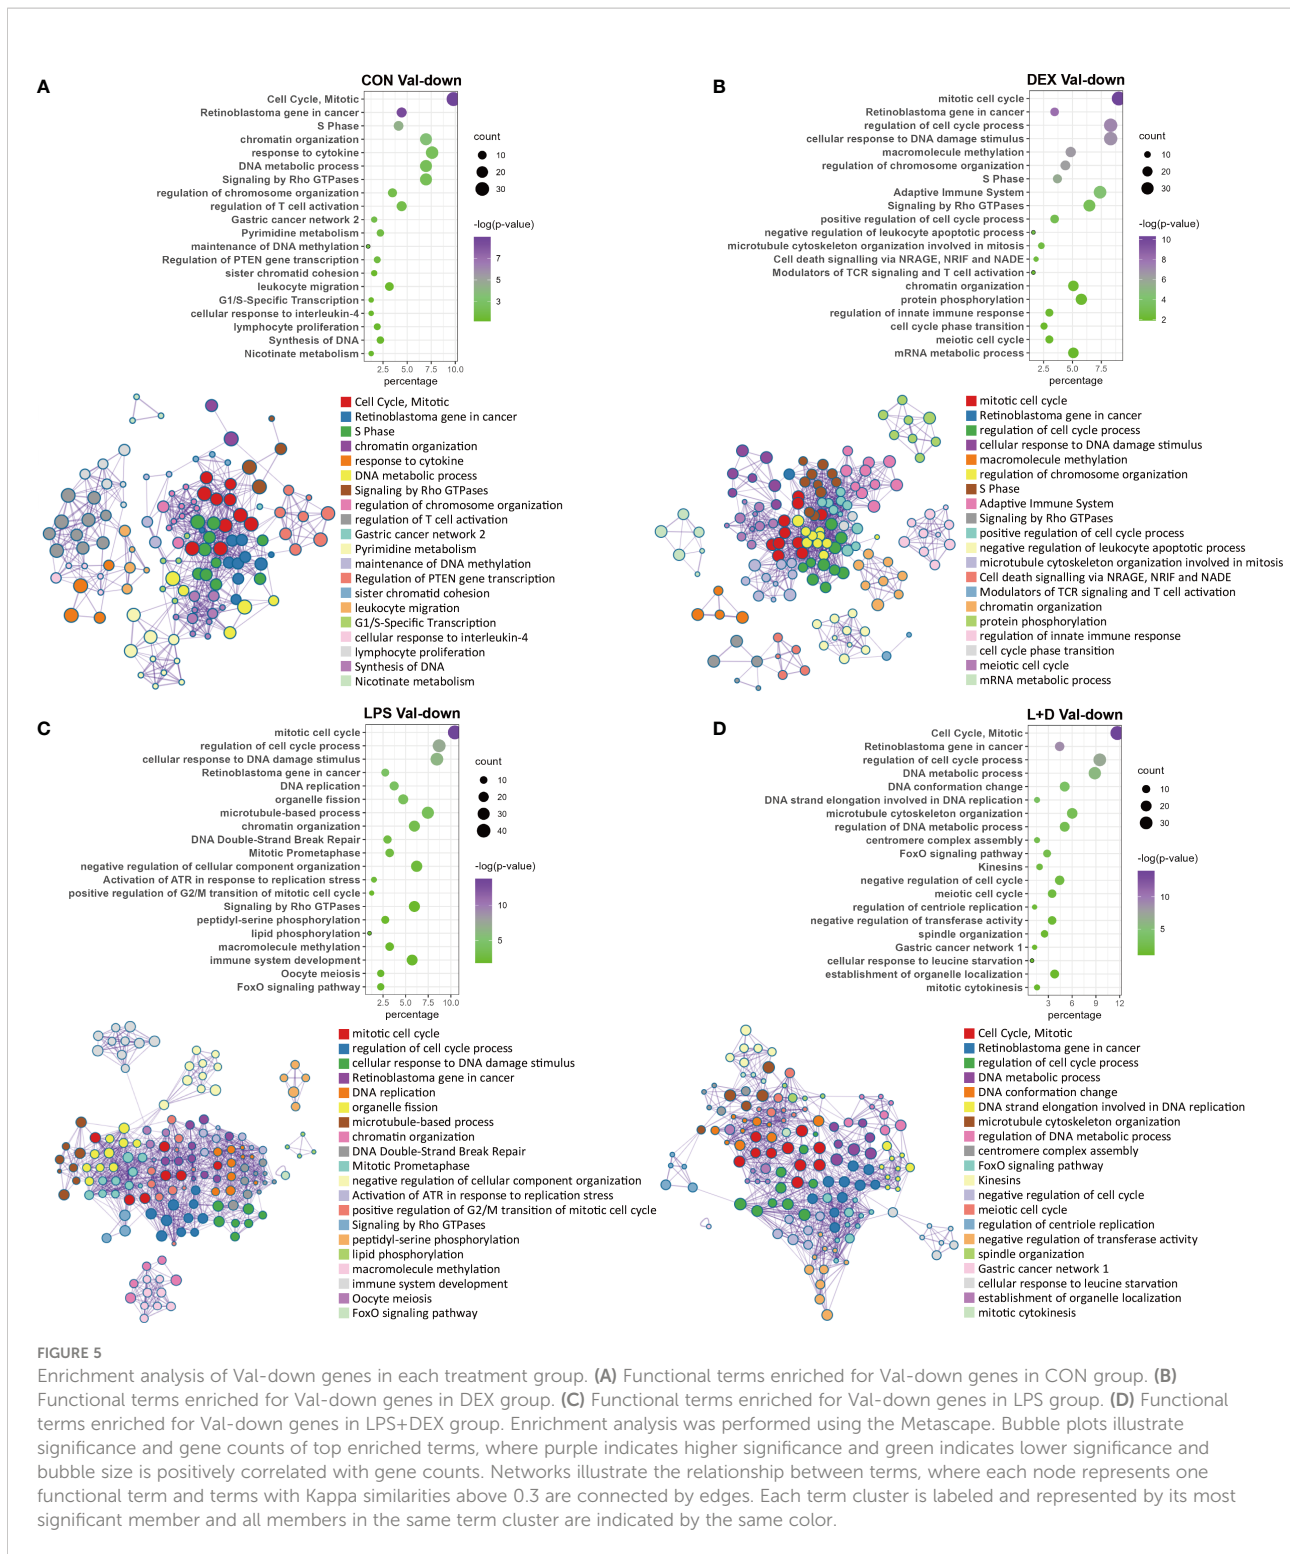 A
CON Val-down
Cell Cycle, Mitotic
Retinoblastoma gene in cancer
S Phase
chromatin organization
response to cytokine
DNA metabolic process
Signaling by Rho GTPases
regulation of chromosome organization
regulation of T cell activation
Gastric cancer network 2
Pyrimidine metabolism
maintenance of DNA methylation
Regulation of PTEN gene transcription
sister chromatid cohesion
leukocyte migration
G1/S-Specific Transcription
cellular response to interleukin-4
lymphocyte proliferation
Synthesis of DNA
Nicotinate metabolism
2.5 5.0 7.5 10.0
percentage
count
10
20
30
-log(p-value)
7
5
3
Cell Cycle, Mitotic
Retinoblastoma gene in cancer
S Phase
chromatin organization
response to cytokine
DNA metabolic process
Signaling by Rho GTPases
regulation of chromosome organization
regulation of T cell activation
Gastric cancer network 2
Pyrimidine metabolism
maintenance of DNA methylation
Regulation of PTEN gene transcription
sister chromatid cohesion
leukocyte migration
G1/S-Specific Transcription
cellular response to interleukin-4
lymphocyte proliferation
Synthesis of DNA
Nicotinate metabolism
B
DEX Val-down
mitotic cell cycle
Retinoblastoma gene in cancer
regulation of cell cycle process
cellular response to DNA damage stimulus
macromolecule methylation
regulation of chromosome organization
S Phase
Adaptive Immune System
Signaling by Rho GTPases
positive regulation of cell cycle process
negative regulation of leukocyte apoptotic process
microtubule cytoskeleton organization involved in mitosis
Cell death signalling via NRAGE, NRIF and NADE
Modulators of TCR signaling and T cell activation
chromatin organization
protein phosphorylation
regulation of innate immune response
cell cycle phase transition
meiotic cell cycle
mRNA metabolic process
2.5 5.0 7.5
percentage
count
10
20
30
-log(p-value)
10
8
6
4
2
mitotic cell cycle
Retinoblastoma gene in cancer
regulation of cell cycle process
cellular response to DNA damage stimulus
macromolecule methylation
regulation of chromosome organization
S Phase
Adaptive Immune System
Signaling by Rho GTPases
positive regulation of cell cycle process
negative regulation of leukocyte apoptotic process
microtubule cytoskeleton organization involved in mitosis
Cell death signalling via NRAGE, NRIF and NADE
Modulators of TCR signaling and T cell activation
chromatin organization
protein phosphorylation
regulation of innate immune response
cell cycle phase transition
meiotic cell cycle
mRNA metabolic process
C
LPS Val-down
mitotic cell cycle
regulation of cell cycle process
cellular response to DNA damage stimulus
Retinoblastoma gene in cancer
DNA replication
organelle fission
microtubule-based process
chromatin organization
DNA Double-Strand Break Repair
Mitotic Prometaphase
negative regulation of cellular component organization
Activation of ATR in response to replication stress
positive regulation of G2/M transition of mitotic cell cycle
Signaling by Rho GTPases
peptidyl-serine phosphorylation
lipid phosphorylation
macromolecule methylation
immune system development
Oocyte meiosis
FoxO signaling pathway
2.5 5.0 7.5 10.0
percentage
count
10
20
30
40
-log(p-value)
10
5
mitotic cell cycle
regulation of cell cycle process
cellular response to DNA damage stimulus
Retinoblastoma gene in cancer
DNA replication
organelle fission
microtubule-based process
chromatin organization
DNA Double-Strand Break Repair
Mitotic Prometaphase
negative regulation of cellular component organization
Activation of ATR in response to replication stress
positive regulation of G2/M transition of mitotic cell cycle
Signaling by Rho GTPases
peptidyl-serine phosphorylation
lipid phosphorylation
macromolecule methylation
immune system development
Oocyte meiosis
FoxO signaling pathway
D
L+D Val-down
Cell Cycle, Mitotic
Retinoblastoma gene in cancer
regulation of cell cycle process
DNA metabolic process
DNA conformation change
DNA strand elongation involved in DNA replication
microtubule cytoskeleton organization
regulation of DNA metabolic process
centromere complex assembly
FoxO signaling pathway
Kinesins
negative regulation of cell cycle
meiotic cell cycle
regulation of centriole replication
negative regulation of transferase activity
spindle organization
Gastric cancer network 1
cellular response to leucine starvation
establishment of organelle localization
mitotic cytokinesis
3 6 9 12
percentage
count
10
20
30
-log(p-value)
10
5
Cell Cycle, Mitotic
Retinoblastoma gene in cancer
regulation of cell cycle process
DNA metabolic process
DNA conformation change
DNA strand elongation involved in DNA replication
microtubule cytoskeleton organization
regulation of DNA metabolic process
centromere complex assembly
FoxO signaling pathway
Kinesins
negative regulation of cell cycle
meiotic cell cycle
regulation of centriole replication
negative regulation of transferase activity
spindle organization
Gastric cancer network 1
cellular response to leucine starvation
establishment of organelle localization
mitotic cytokinesis
FIGURE 5
Enrichment analysis of Val-down genes in each treatment group. (A) Functional terms enriched for Val-down genes in CON group. (B)
Functional terms enriched for Val-down genes in DEX group. (C) Functional terms enriched for Val-down genes in LPS group. (D) Functional
terms enriched for Val-down genes in LPS+DEX group. Enrichment analysis was performed using the Metascape. Bubble plots illustrate
significance and gene counts of top enriched terms, where purple indicates higher significance and green indicates lower significance and
bubble size is positively correlated with gene counts. Networks illustrate the relationship between terms, where each node represents one
functional term and terms with Kappa similarities above 0.3 are connected by edges. Each term cluster is labeled and represented by its most
significant member and all members in the same term cluster are indicated by the same color.